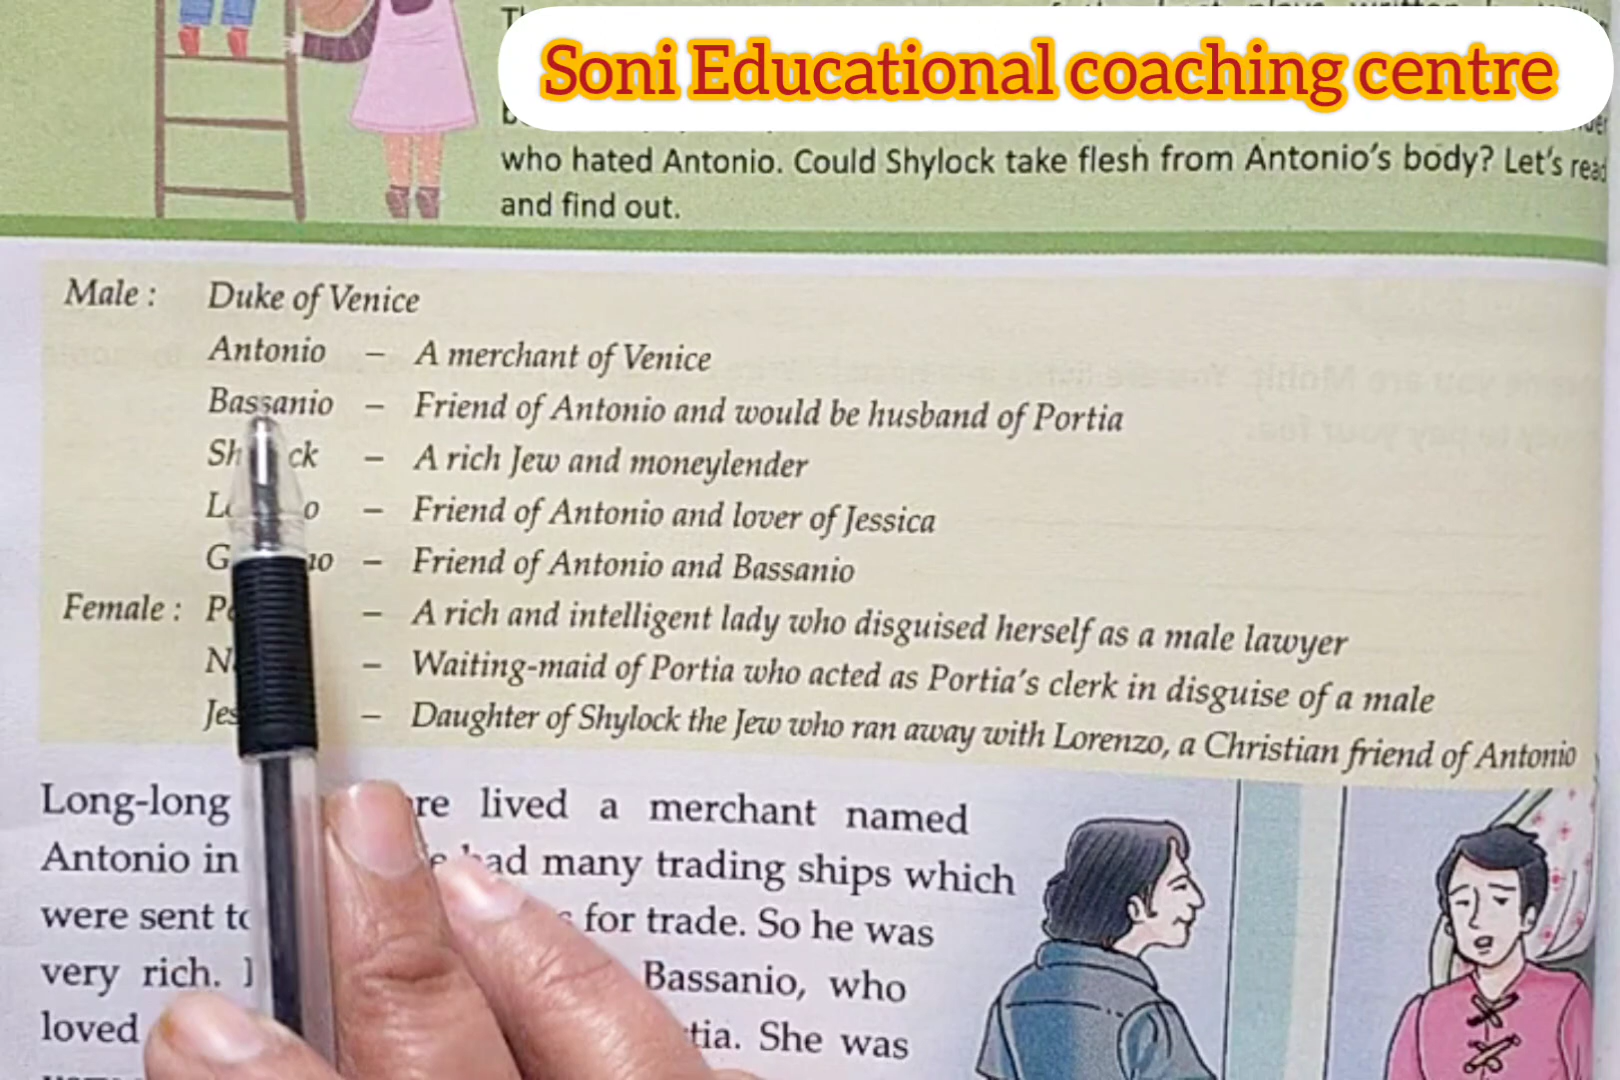 Soni Educational coaching centre
who hated Antonio. Could Shylock take flesh from Antonio's body? Let's read
and find out.
Male : Duke of Venice
Antonio – A merchant of Venice
Bassanio – Friend of Antonio and would be husband of Portia
– A rich Jew and moneylender
– Friend of Antonio and lover of Jessica
– Friend of Antonio and Bassanio
Female : – A rich and intelligent lady who disguised herself as a male lawyer
– Waiting-maid of Portia who acted as Portia's clerk in disguise of a male
– Daughter of Shylock the Jew who ran away with Lorenzo, a Christian friend of Antonio
Long-long lived a merchant named
Antonio in had many trading ships which
were sent for trade. So he was
very rich. Bassanio, who
loved She was